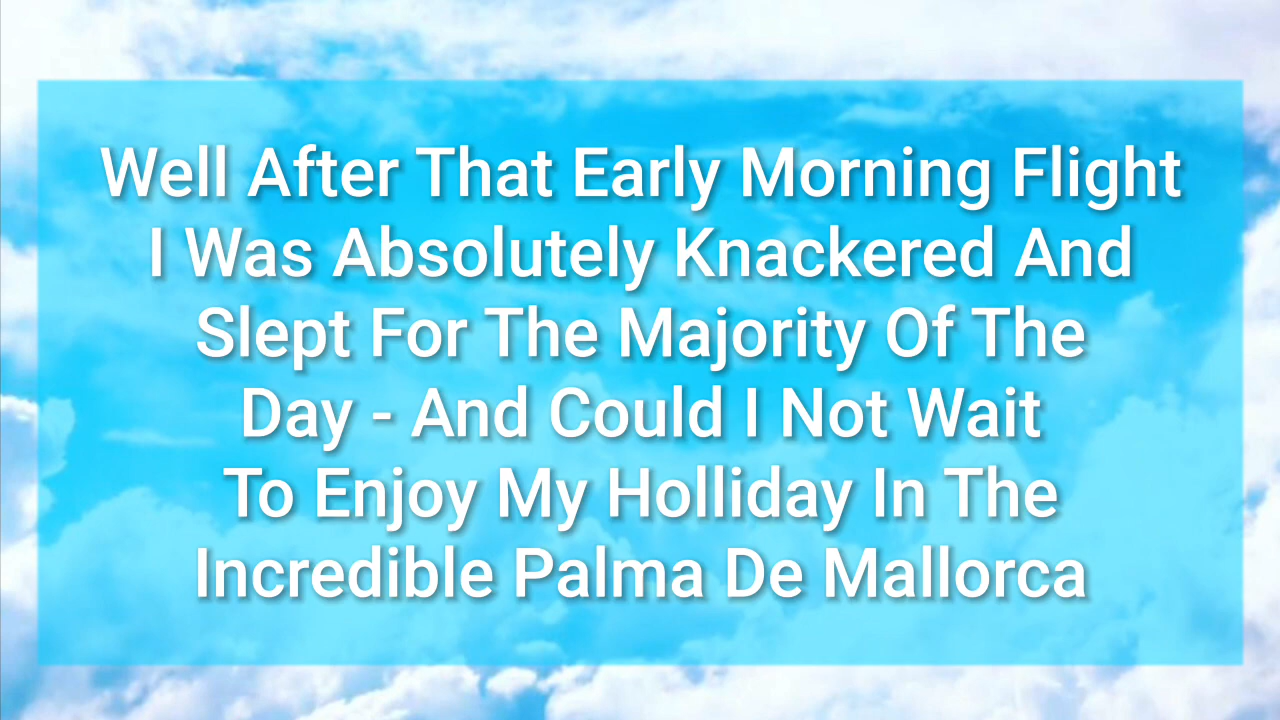 Well After That Early Morning Flight
I Was Absolutely Knackered And
Slept For The Majority Of The
Day - And Could I Not Wait
To Enjoy My Holliday In The
Incredible Palma De Mallorca